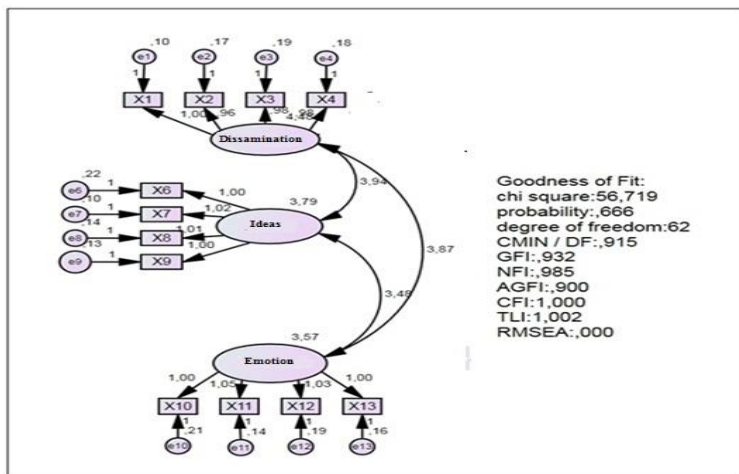 ,10 ,17 ,19 ,18
e1 e2 e3 e4
1 1 1 1
X1 X2 X3 X4
1,00 ,96 ,98 ,98
4,48
Dissamination
3,94
,22
e6 1 X6 1,00
3,79
,10
e7 1 X7 1,02
Ideas
,14
e8 1 X8 1,01
,13
e9 1 X9 1,00
3,87
3,48
3,57
Emotion
1,00 1,05 1,03 1,00
X10 X11 X12 X13
1 1 1 1
,21 ,14 ,19 ,16
e10 e11 e12 e13
Goodness of Fit:
chi square:56,719
probability:,666
degree of freedom:62
CMIN / DF:,915
GFI:,932
NFI:,985
AGFI:,900
CFI:1,000
TLI:1,002
RMSEA:,000